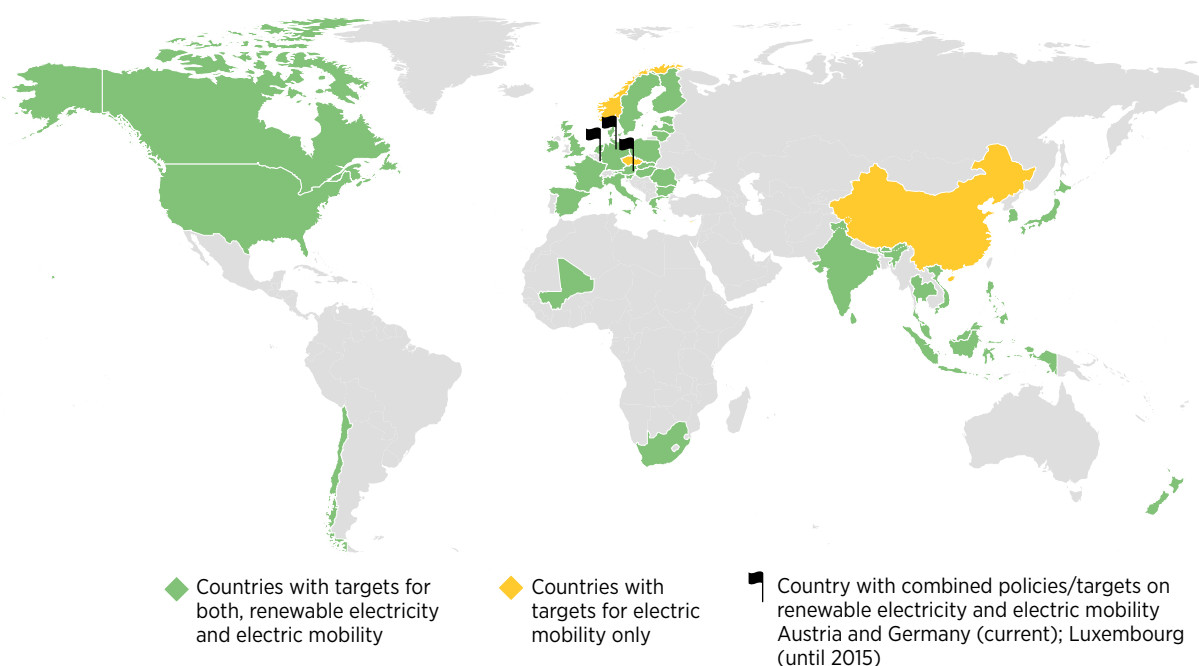 Countries with targets for
both, renewable electricity
and electric mobility
Countries with
targets for electric
mobility only
Country with combined policies/targets on
renewable electricity and electric mobility
Austria and Germany (current); Luxembourg
(until 2015)